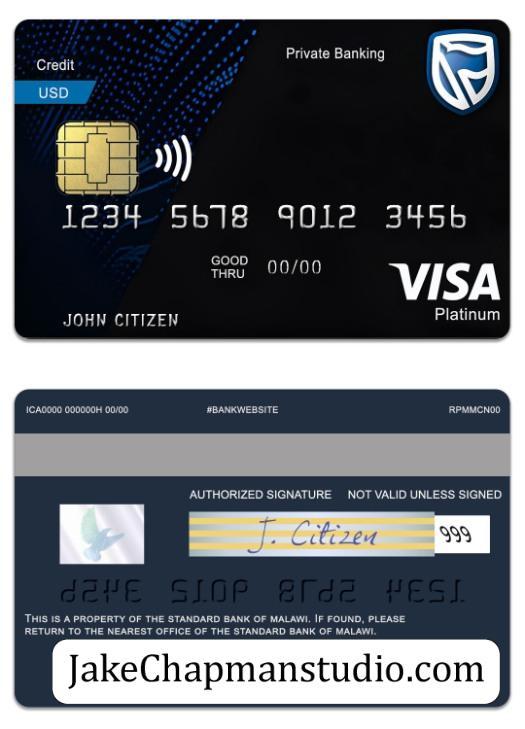 Credit
Private Banking
USD
1234 5678 9012 3456
GOOD
THRU 00/00
VISA
Platinum
JOHN CITIZEN
ICA0000 000000H 00/00 #BANKWEBSITE RPMMCN00
AUTHORIZED SIGNATURE NOT VALID UNLESS SIGNED
J. Citizen 999
THIS IS A PROPERTY OF THE STANDARD BANK OF MALAWI. IF FOUND, PLEASE
RETURN TO THE NEAREST OFFICE OF THE STANDARD BANK OF MALAWI.
JakeChapmanstudio.com